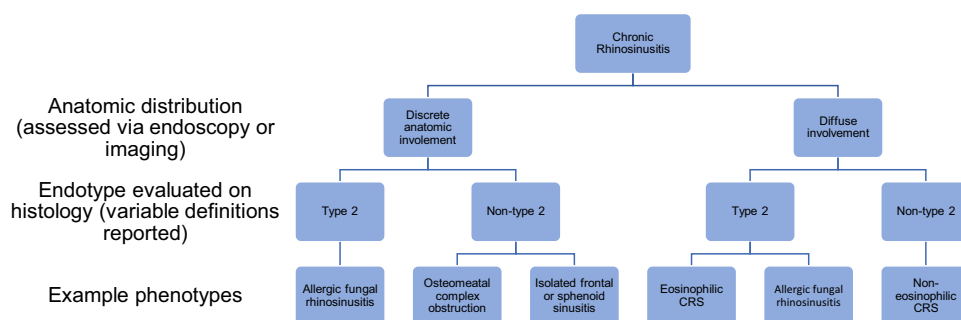 Chronic
Rhinosinusitis
Anatomic distribution
(assessed via endoscopy or
imaging)
Discrete
anatomic
involement
Diffuse
involvement
Endotype evaluated on
histology (variable definitions
reported)
Type 2
Non-type 2
Type 2
Non-type 2
Example phenotypes
Allergic fungal
rhinosinusitis
Osteomeatal
complex
obstruction
Isolated frontal
or sphenoid
sinusitis
Eosinophilic
CRS
Allergic fungal
rhinosinusitis
Non-
eosinophilic
CRS